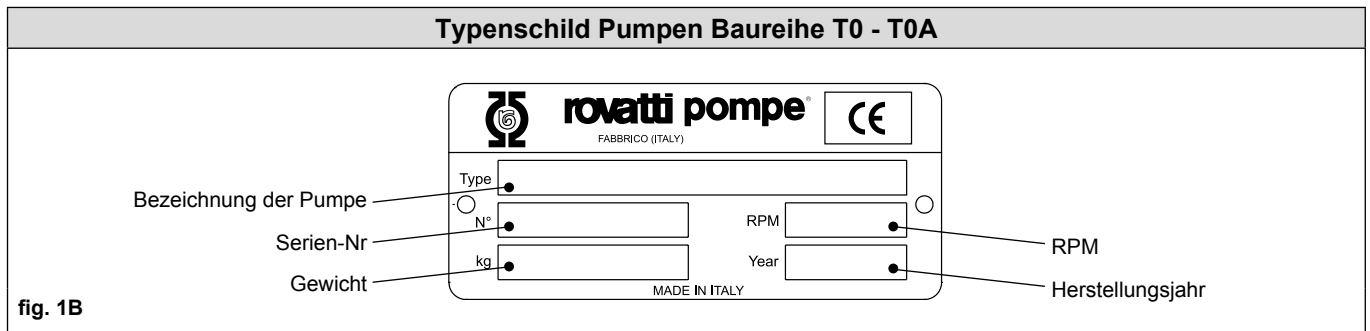 Typenschild Pumpen Baureihe T0 - T0A
rovatti pompe®
CE
FABBRICO (ITALY)
Type
Bezeichnung der Pumpe
N°
RPM
Serien-Nr
RPM
kg
Year
Gewicht
Herstellungsjahr
MADE IN ITALY
fig. 1B